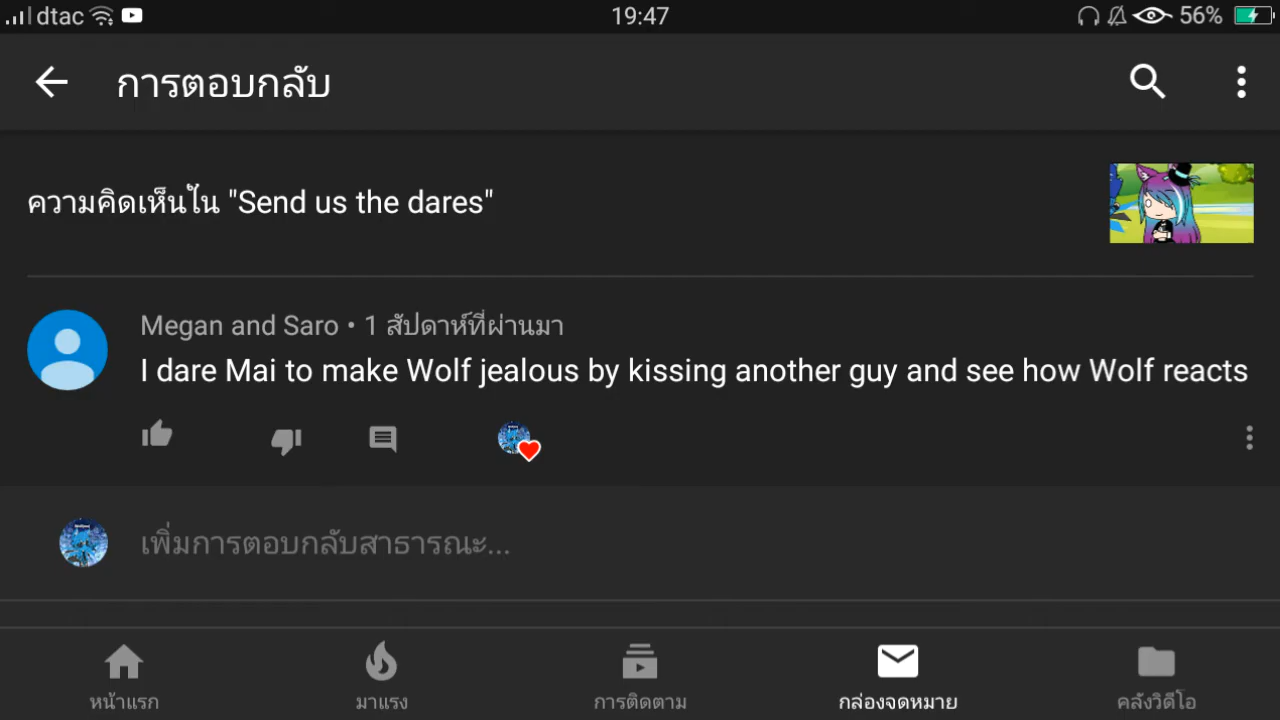 dtac 19:47 56%
การตอบกลับ
ความคิดเห็นใน "Send us the dares"
Megan and Saro • 1 สัปดาห์ที่ผ่านมา
I dare Mai to make Wolf jealous by kissing another guy and see how Wolf reacts
เพิ่มการตอบกลับสาธารณะ...
หน้าแรก มาแรง การติดตาม กล่องจดหมาย คลังวิดีโอ